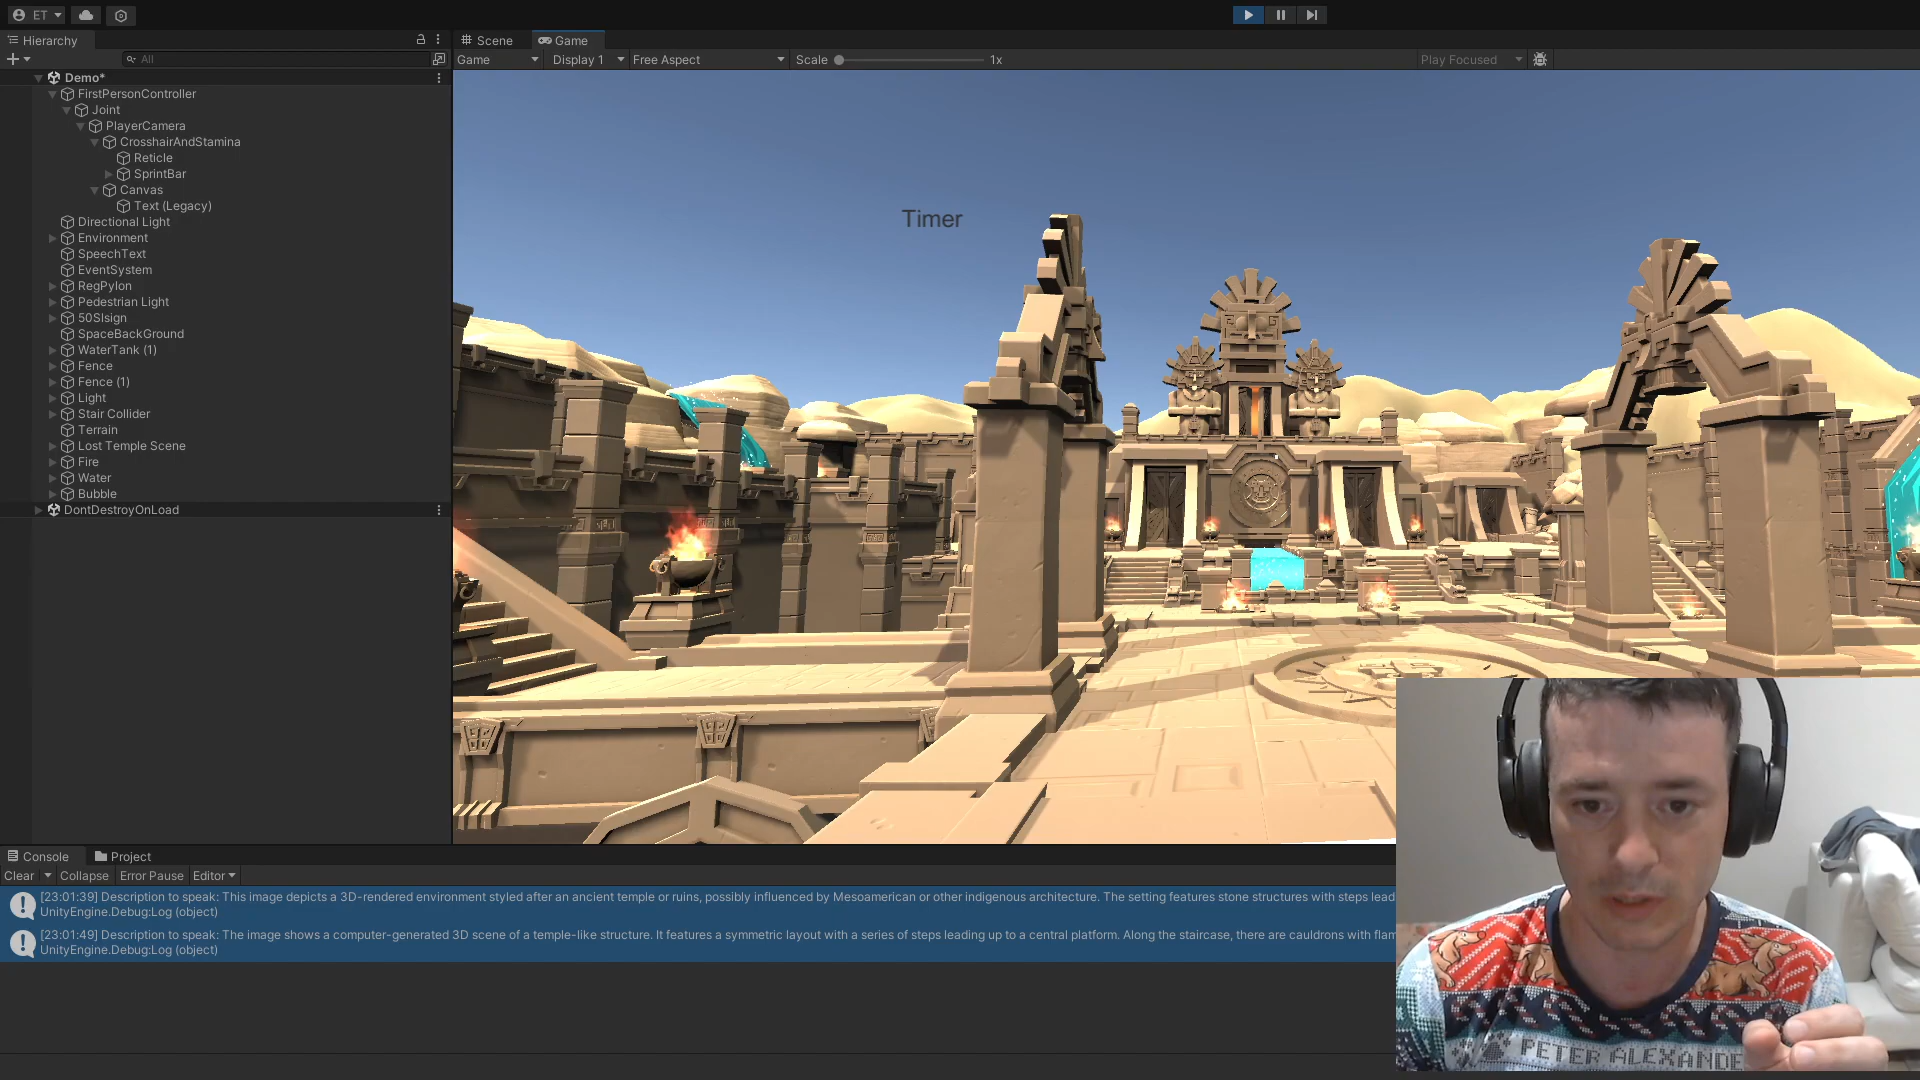 ET
Hierarchy
All
Demo*
FirstPersonController
Joint
PlayerCamera
CrosshairAndStamina
Reticle
SprintBar
Canvas
Text (Legacy)
Directional Light
Environment
SpeechText
EventSystem
RegPylon
Pedestrian Light
50Slsign
SpaceBackGround
WaterTank (1)
Fence
Fence (1)
Light
Stair Collider
Terrain
Lost Temple Scene
Fire
Water
Bubble
DontDestroyOnLoad
Scene Game
Game Display 1 Free Aspect Scale 1x Play Focused
Timer
Console Project
Clear Collapse Error Pause Editor
[23:01:39] Description to speak: This image depicts a 3D-rendered environment styled after an ancient temple or ruins, possibly influenced by Mesoamerican or other indigenous architecture. The setting features stone structures with steps lead
UnityEngine.Debug:Log (object)
[23:01:49] Description to speak: The image shows a computer-generated 3D scene of a temple-like structure. It features a symmetric layout with a series of steps leading up to a central platform. Along the staircase, there are cauldrons with flam
UnityEngine.Debug:Log (object)
PETER ALEXANDE